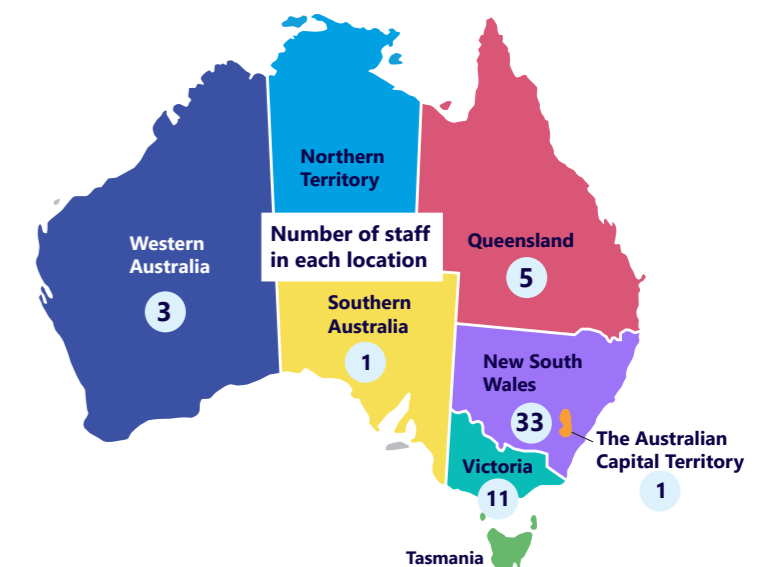 Northern
Territory
Number of staff
in each location
Western
Australia
3
Queensland
5
Southern
Australia
1
New South
Wales
33
The Australian
Capital Territory
1
Victoria
11
Tasmania